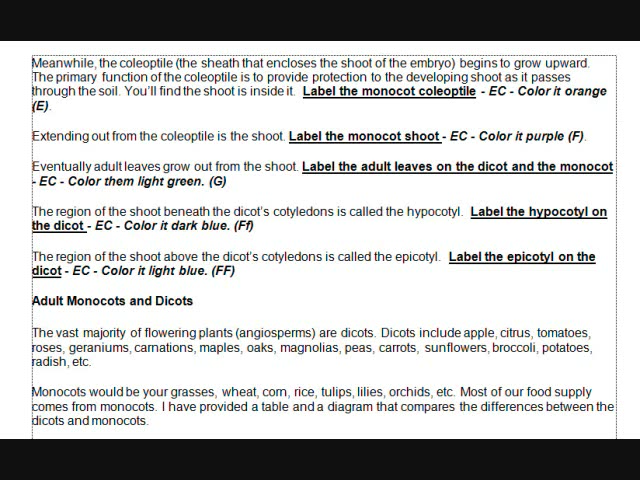 Meanwhile, the coleoptile (the sheath that encloses the shoot of the embryo) begins to grow upward.
The primary function of the coleoptile is to provide protection to the developing shoot as it passes
through the soil. You'll find the shoot is inside it. Label the monocot coleoptile - EC - Color it orange
(E).
Extending out from the coleoptile is the shoot. Label the monocot shoot - EC - Color it purple (F).
Eventually adult leaves grow out from the shoot. Label the adult leaves on the dicot and the monocot
- EC - Color them light green. (G)
The region of the shoot beneath the dicot's cotyledons is called the hypocotyl. Label the hypocotyl on
the dicot - EC - Color it dark blue. (Ff)
The region of the shoot above the dicot's cotyledons is called the epicotyl. Label the epicotyl on the
dicot - EC - Color it light blue. (FF)
Adult Monocots and Dicots
The vast majority of flowering plants (angiosperms) are dicots. Dicots include apple, citrus, tomatoes,
roses, geraniums, carnations, maples, oaks, magnolias, peas, carrots, sunflowers, broccoli, potatoes,
radish, etc.
Monocots would be your grasses, wheat, corn, rice, tulips, lilies, orchids, etc. Most of our food supply
comes from monocots. I have provided a table and a diagram that compares the differences between the
dicots and monocots.